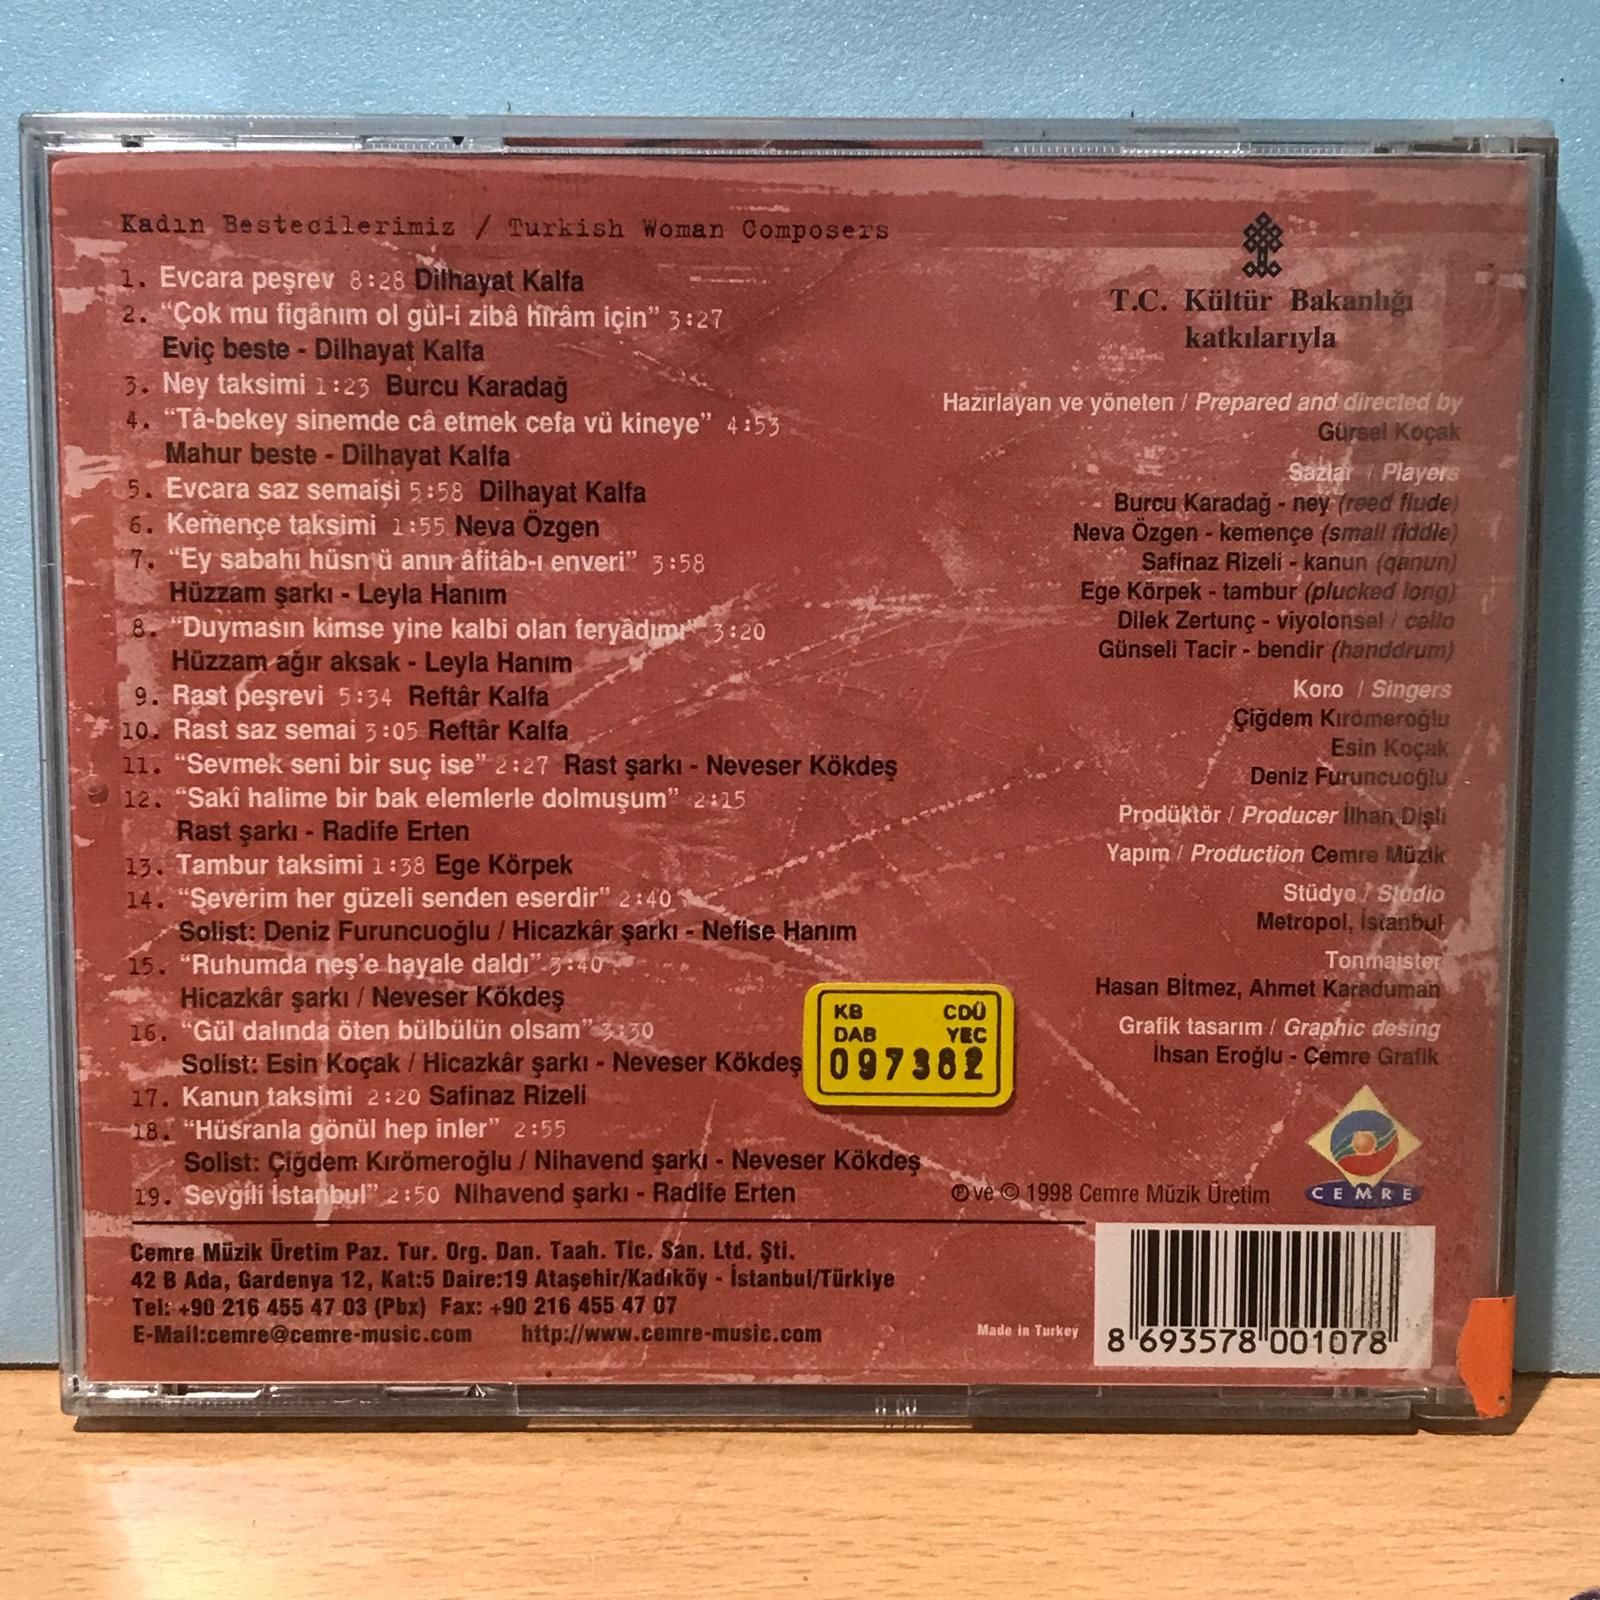 Kadın Bestecilerimiz / Turkish Woman Composers
1. Evcara peşrev 8:28 Dilhayat Kalfa
2. "Çok mu figânım ol gül-i zibâ hırâm için" 3:27
Eviç beste - Dilhayat Kalfa
3. Ney taksimi 1:23 Burcu Karadağ
4. "Tâ-bekey sinemde câ etmek cefa vü kineye" 4:53
Mahur beste - Dilhayat Kalfa
5. Evcara saz semaisi 5:58 Dilhayat Kalfa
6. Kemençe taksimi 1:55 Neva Özgen
7. "Ey sabahı hüsn ü anın âfitâb-ı enveri" 3:58
Hüzzam şarkı - Leyla Hanım
8. "Duymasın kimse yine kalbi olan feryâdımı" 3:20
Hüzzam ağır aksak - Leyla Hanım
9. Rast peşrevi 5:34 Reftâr Kalfa
10. Rast saz semai 3:05 Reftâr Kalfa
11. "Sevmek seni bir suç ise" 2:27 Rast şarkı - Neveser Kökdeş
12. "Sakî halime bir bak elemlerle dolmuşum" 2:15
Rast şarkı - Radife Erten
13. Tambur taksimi 1:38 Ege Körpek
14. "Severim her güzeli senden eserdir" 2:40
Solist: Deniz Furuncuoğlu / Hicazkâr şarkı - Nefise Hanım
15. "Ruhumda neş'e hayale daldı" 3:40
Hicazkâr şarkı / Neveser Kökdeş
16. "Gül dalında öten bülbülün olsam" 3:30
Solist: Esin Koçak / Hicazkâr şarkı - Neveser Kökdeş
17. Kanun taksimi 2:20 Safinaz Rizeli
18. "Hüsranla gönül hep inler" 2:55
Solist: Çiğdem Kırömeroğlu / Nihavend şarkı - Neveser Kökdeş
19. Sevgili İstanbul" 2:50 Nihavend şarkı - Radife Erten
T.C. Kültür Bakanlığı
katkılarıyla
Hazırlayan ve yöneten / Prepared and directed by
Gürsel Koçak
Sazlar / Players
Burcu Karadağ - ney (reed flude)
Neva Özgen - kemençe (small fiddle)
Safinaz Rizeli - kanun (qanun)
Ege Körpek - tambur (plucked long)
Dilek Zertunç - viyolonsel / cello
Günseli Tacir - bendir (handdrum)
Koro / Singers
Çiğdem Kırömeroğlu
Esin Koçak
Deniz Furuncuoğlu
Prodüktör / Producer İlhan Dişli
Yapım / Production Cemre Müzik
Stüdyo / Studio
Metropol, İstanbul
Tonmaister
Hasan Bİtmez, Ahmet Karaduman
Grafik tasarım / Graphic desing
İhsan Eroğlu - Cemre Grafik
KB CDÜ
DAB YEC
097382
CEMRE
℗ ve © 1998 Cemre Müzik Üretim
Cemre Müzik Üretim Paz. Tur. Org. Dan. Taah. Tic. San. Ltd. Şti.
42 B Ada, Gardenya 12, Kat:5 Daire:19 Ataşehir/Kadıköy - İstanbul/Türkiye
Tel: +90 216 455 47 03 (Pbx) Fax: +90 216 455 47 07
E-Mail:cemre@cemre-music.com http://www.cemre-music.com
Made in Turkey
8 693578 001078